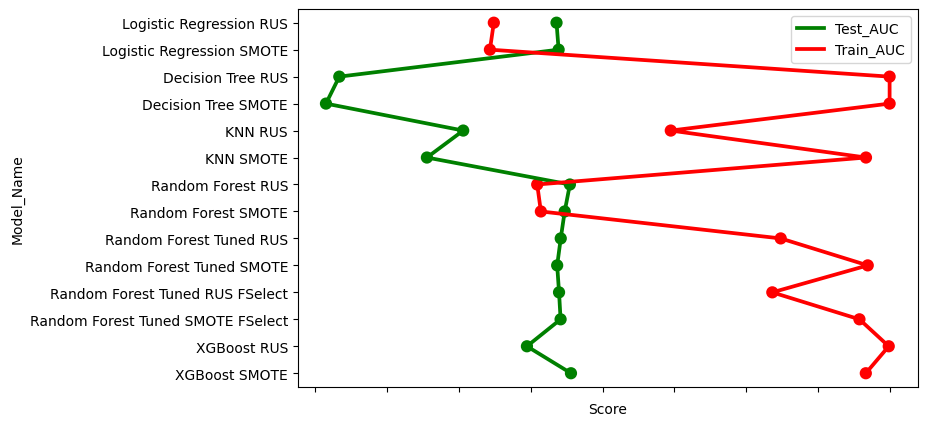 Logistic Regression RUS
Logistic Regression SMOTE
Decision Tree RUS
Decision Tree SMOTE
KNN RUS
KNN SMOTE
Random Forest RUS
Random Forest SMOTE
Random Forest Tuned RUS
Random Forest Tuned SMOTE
Random Forest Tuned RUS FSelect
Random Forest Tuned SMOTE FSelect
XGBoost RUS
XGBoost SMOTE
Model_Name
Score
Test_AUC
Train_AUC